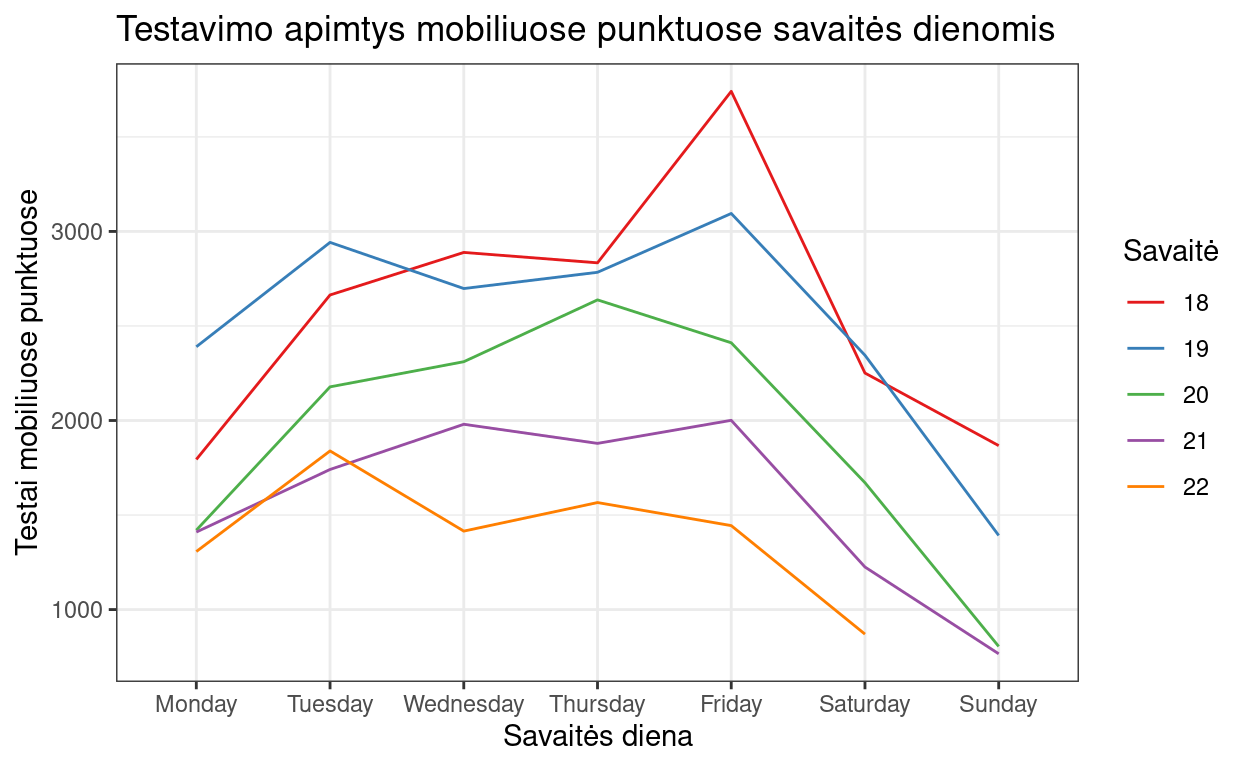 Testavimo apimtys mobiliuose punktuose savaitės dienomis
Testai mobiliuose punktuose
3000
2000
1000
Monday Tuesday Wednesday Thursday Friday Saturday Sunday
Savaitės diena
Savaitė
18
19
20
21
22